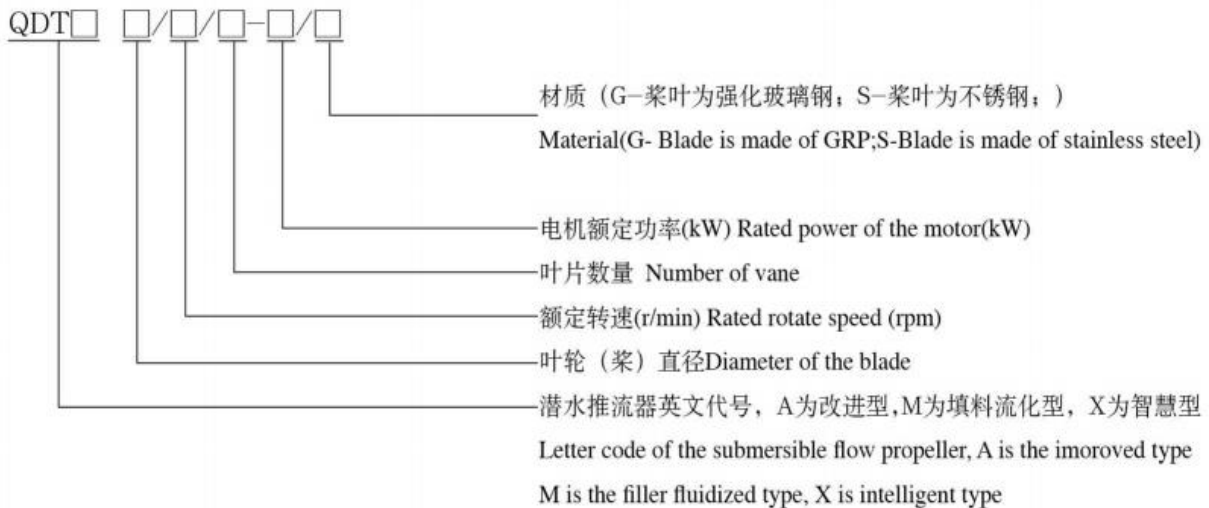 QDT□ □/□/□-□/□
材质（G-桨叶为强化玻璃钢；S-桨叶为不锈钢；）
Material(G- Blade is made of GRP;S-Blade is made of stainless steel)
电机额定功率(kW) Rated power of the motor(kW)
叶片数量 Number of vane
额定转速(r/min) Rated rotate speed (rpm)
叶轮（桨）直径Diameter of the blade
潜水推流器英文代号，A为改进型,M为填料流化型，X为智慧型
Letter code of the submersible flow propeller, A is the imoroved type
M is the filler fluidized type, X is intelligent type